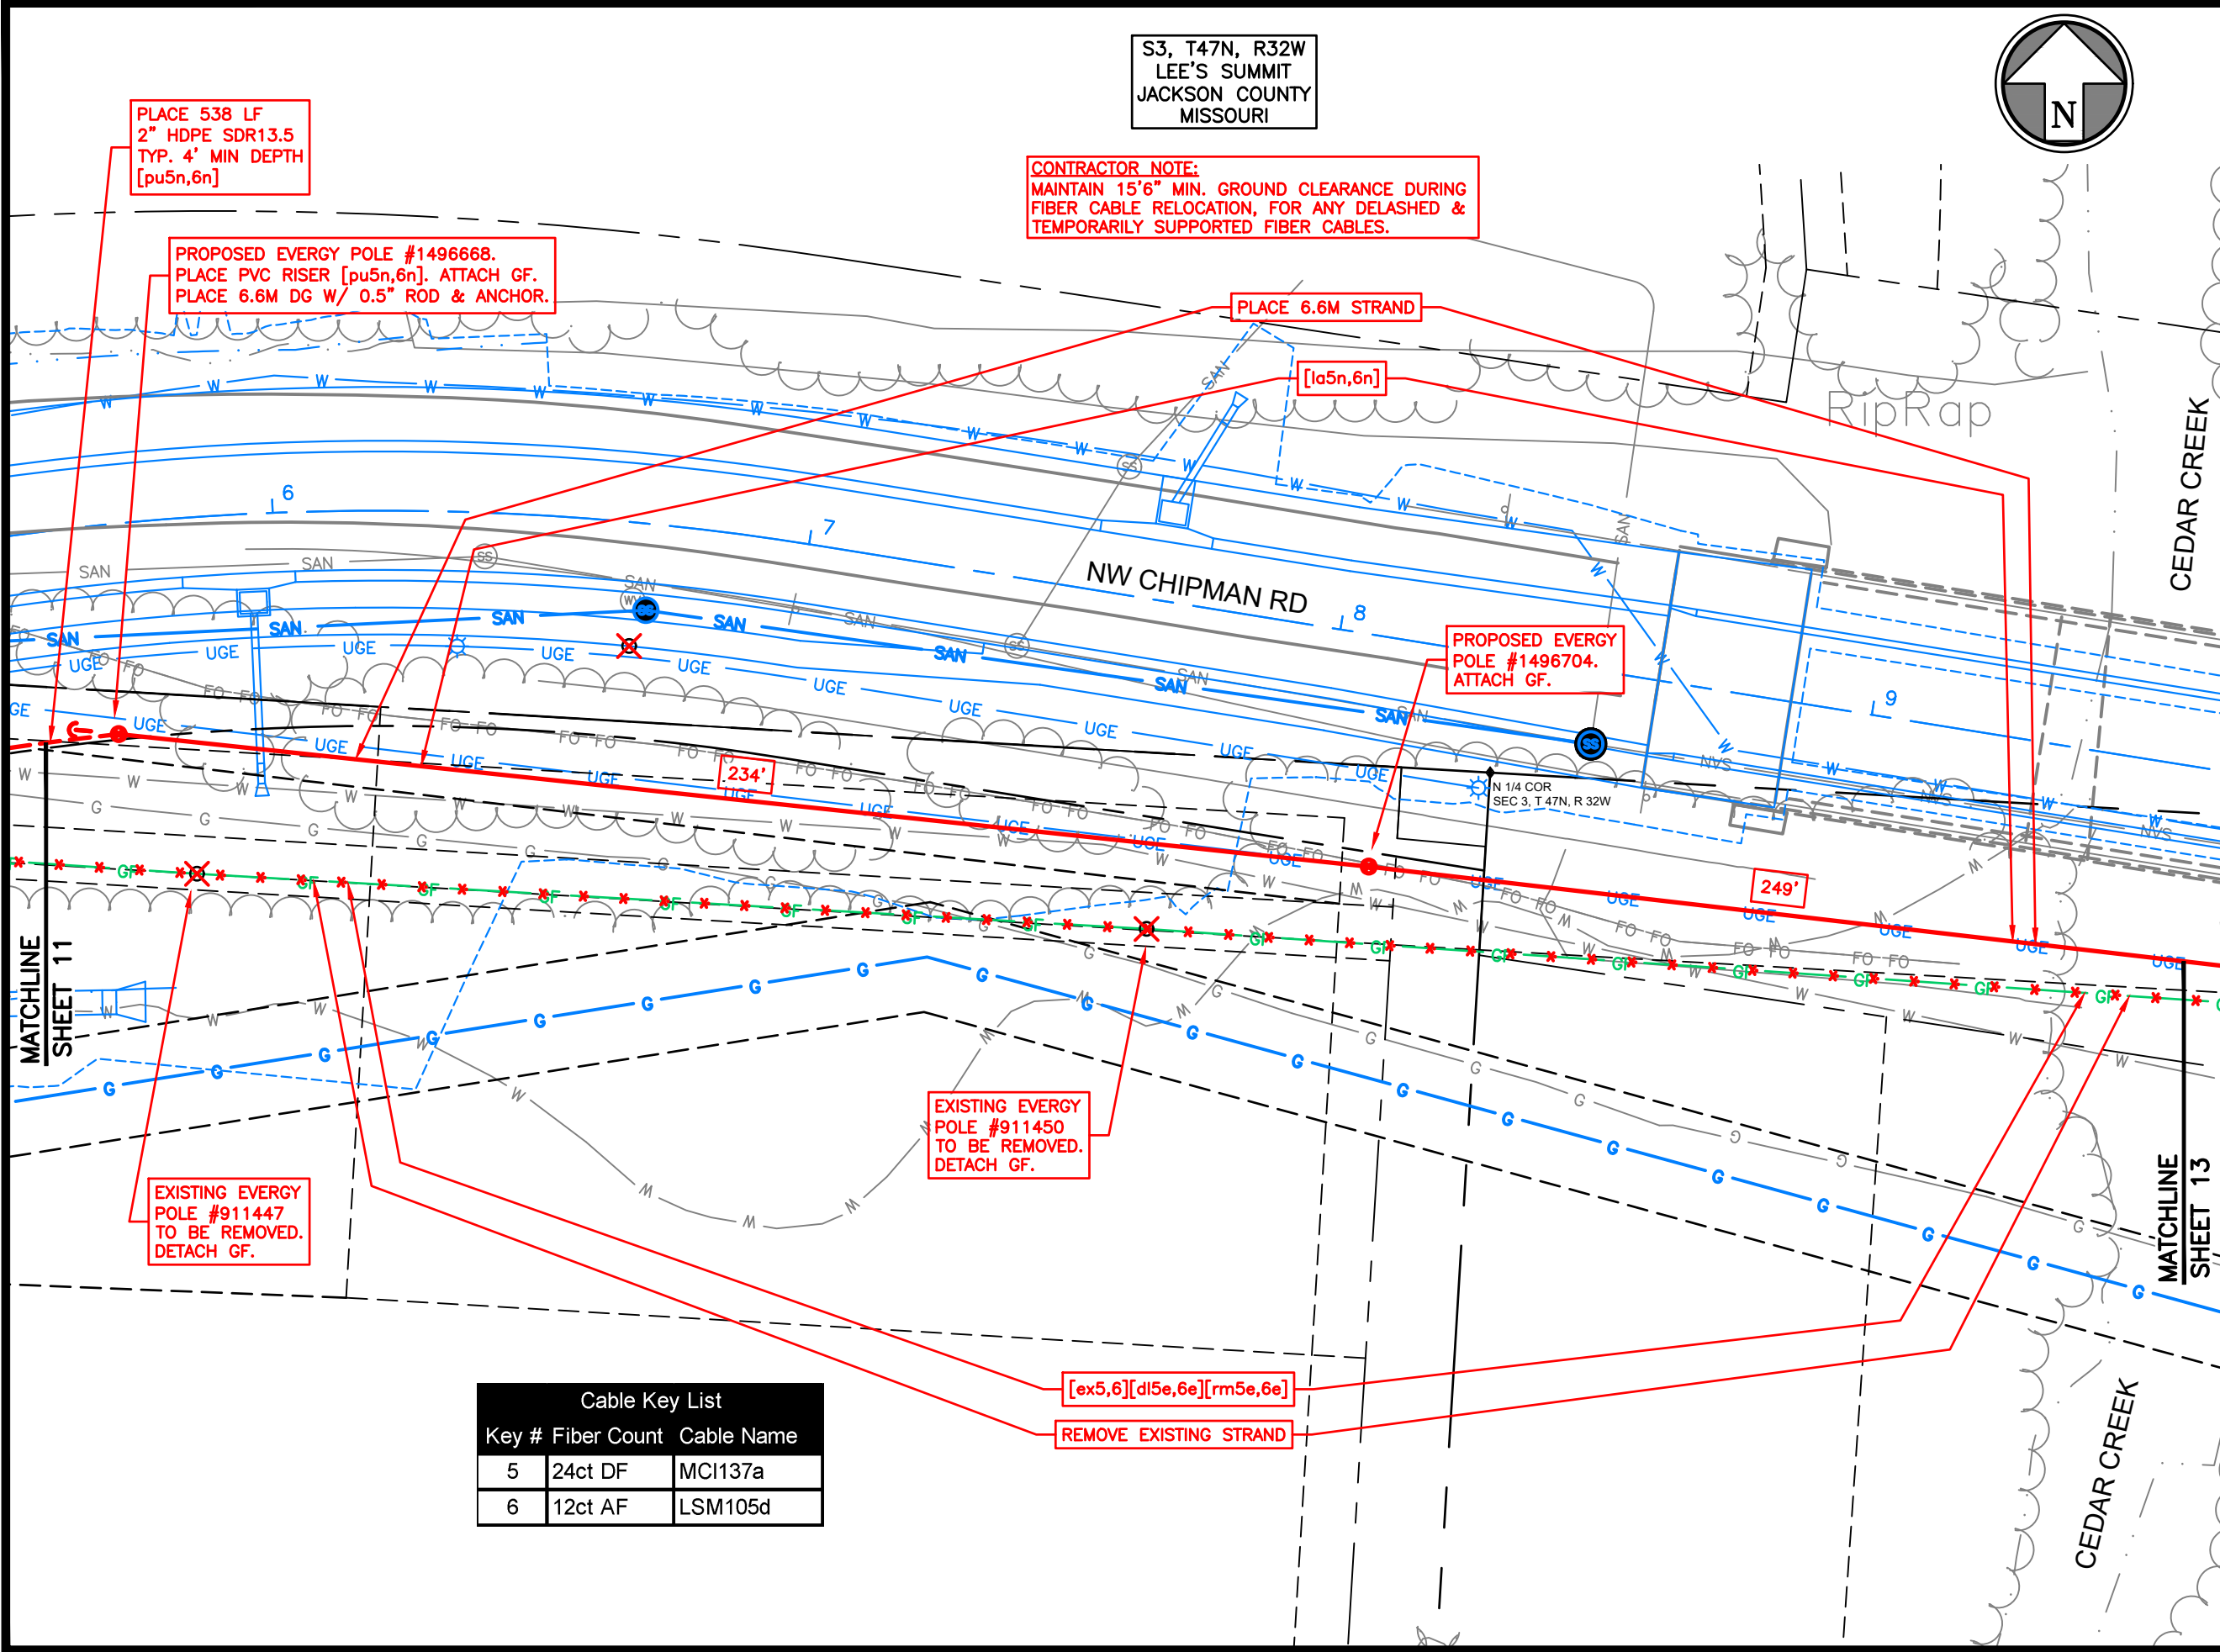 S3, T47N, R32W
LEE'S SUMMIT
JACKSON COUNTY
MISSOURI
N
PLACE 538 LF
2" HDPE SDR13.5
TYP. 4' MIN DEPTH
[pu5n,6n]
CONTRACTOR NOTE:
MAINTAIN 15'6" MIN. GROUND CLEARANCE DURING
FIBER CABLE RELOCATION, FOR ANY DELASHED &
TEMPORARILY SUPPORTED FIBER CABLES.
PROPOSED EVERGY POLE #1496668.
PLACE PVC RISER [pu5n,6n]. ATTACH GF.
PLACE 6.6M DG W/ 0.5" ROD & ANCHOR.
PLACE 6.6M STRAND
[la5n,6n]
RipRap
CEDAR CREEK
6
7
8
9
NW CHIPMAN RD
PROPOSED EVERGY
POLE #1496704.
ATTACH GF.
234'
N 1/4 COR
SEC 3, T 47N, R 32W
249'
MATCHLINE
SHEET 11
EXISTING EVERGY
POLE #911450
TO BE REMOVED.
DETACH GF.
EXISTING EVERGY
POLE #911447
TO BE REMOVED.
DETACH GF.
MATCHLINE
SHEET 13
[ex5,6][dl5e,6e][rm5e,6e]
REMOVE EXISTING STRAND
Cable Key List
Key # Fiber Count Cable Name
5 24ct DF MCI137a
6 12ct AF LSM105d
CEDAR CREEK